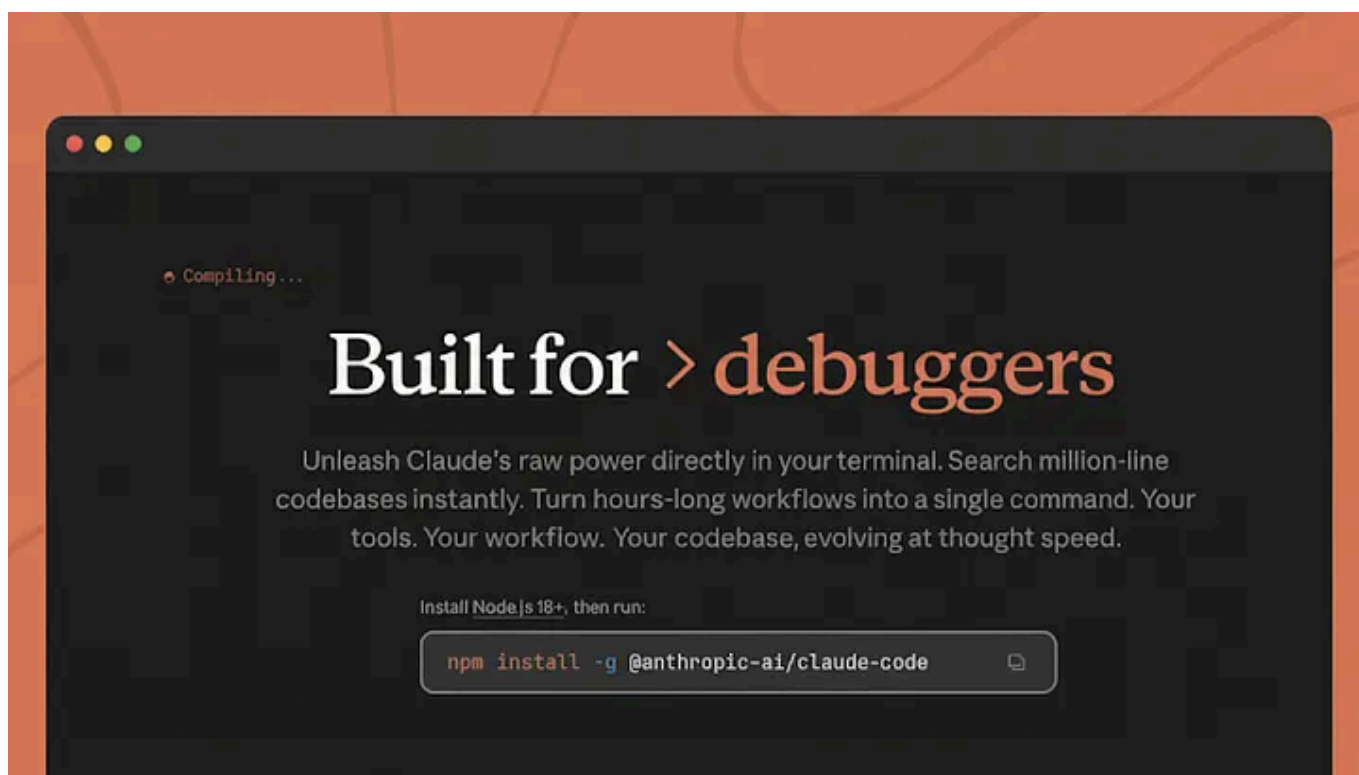 Compiling...
Built for > debuggers
Unleash Claude's raw power directly in your terminal. Search million-line
codebases instantly. Turn hours-long workflows into a single command. Your
tools. Your workflow. Your codebase, evolving at thought speed.
Install Node.js 18+, then run:
npm install -g @anthropic-ai/claude-code